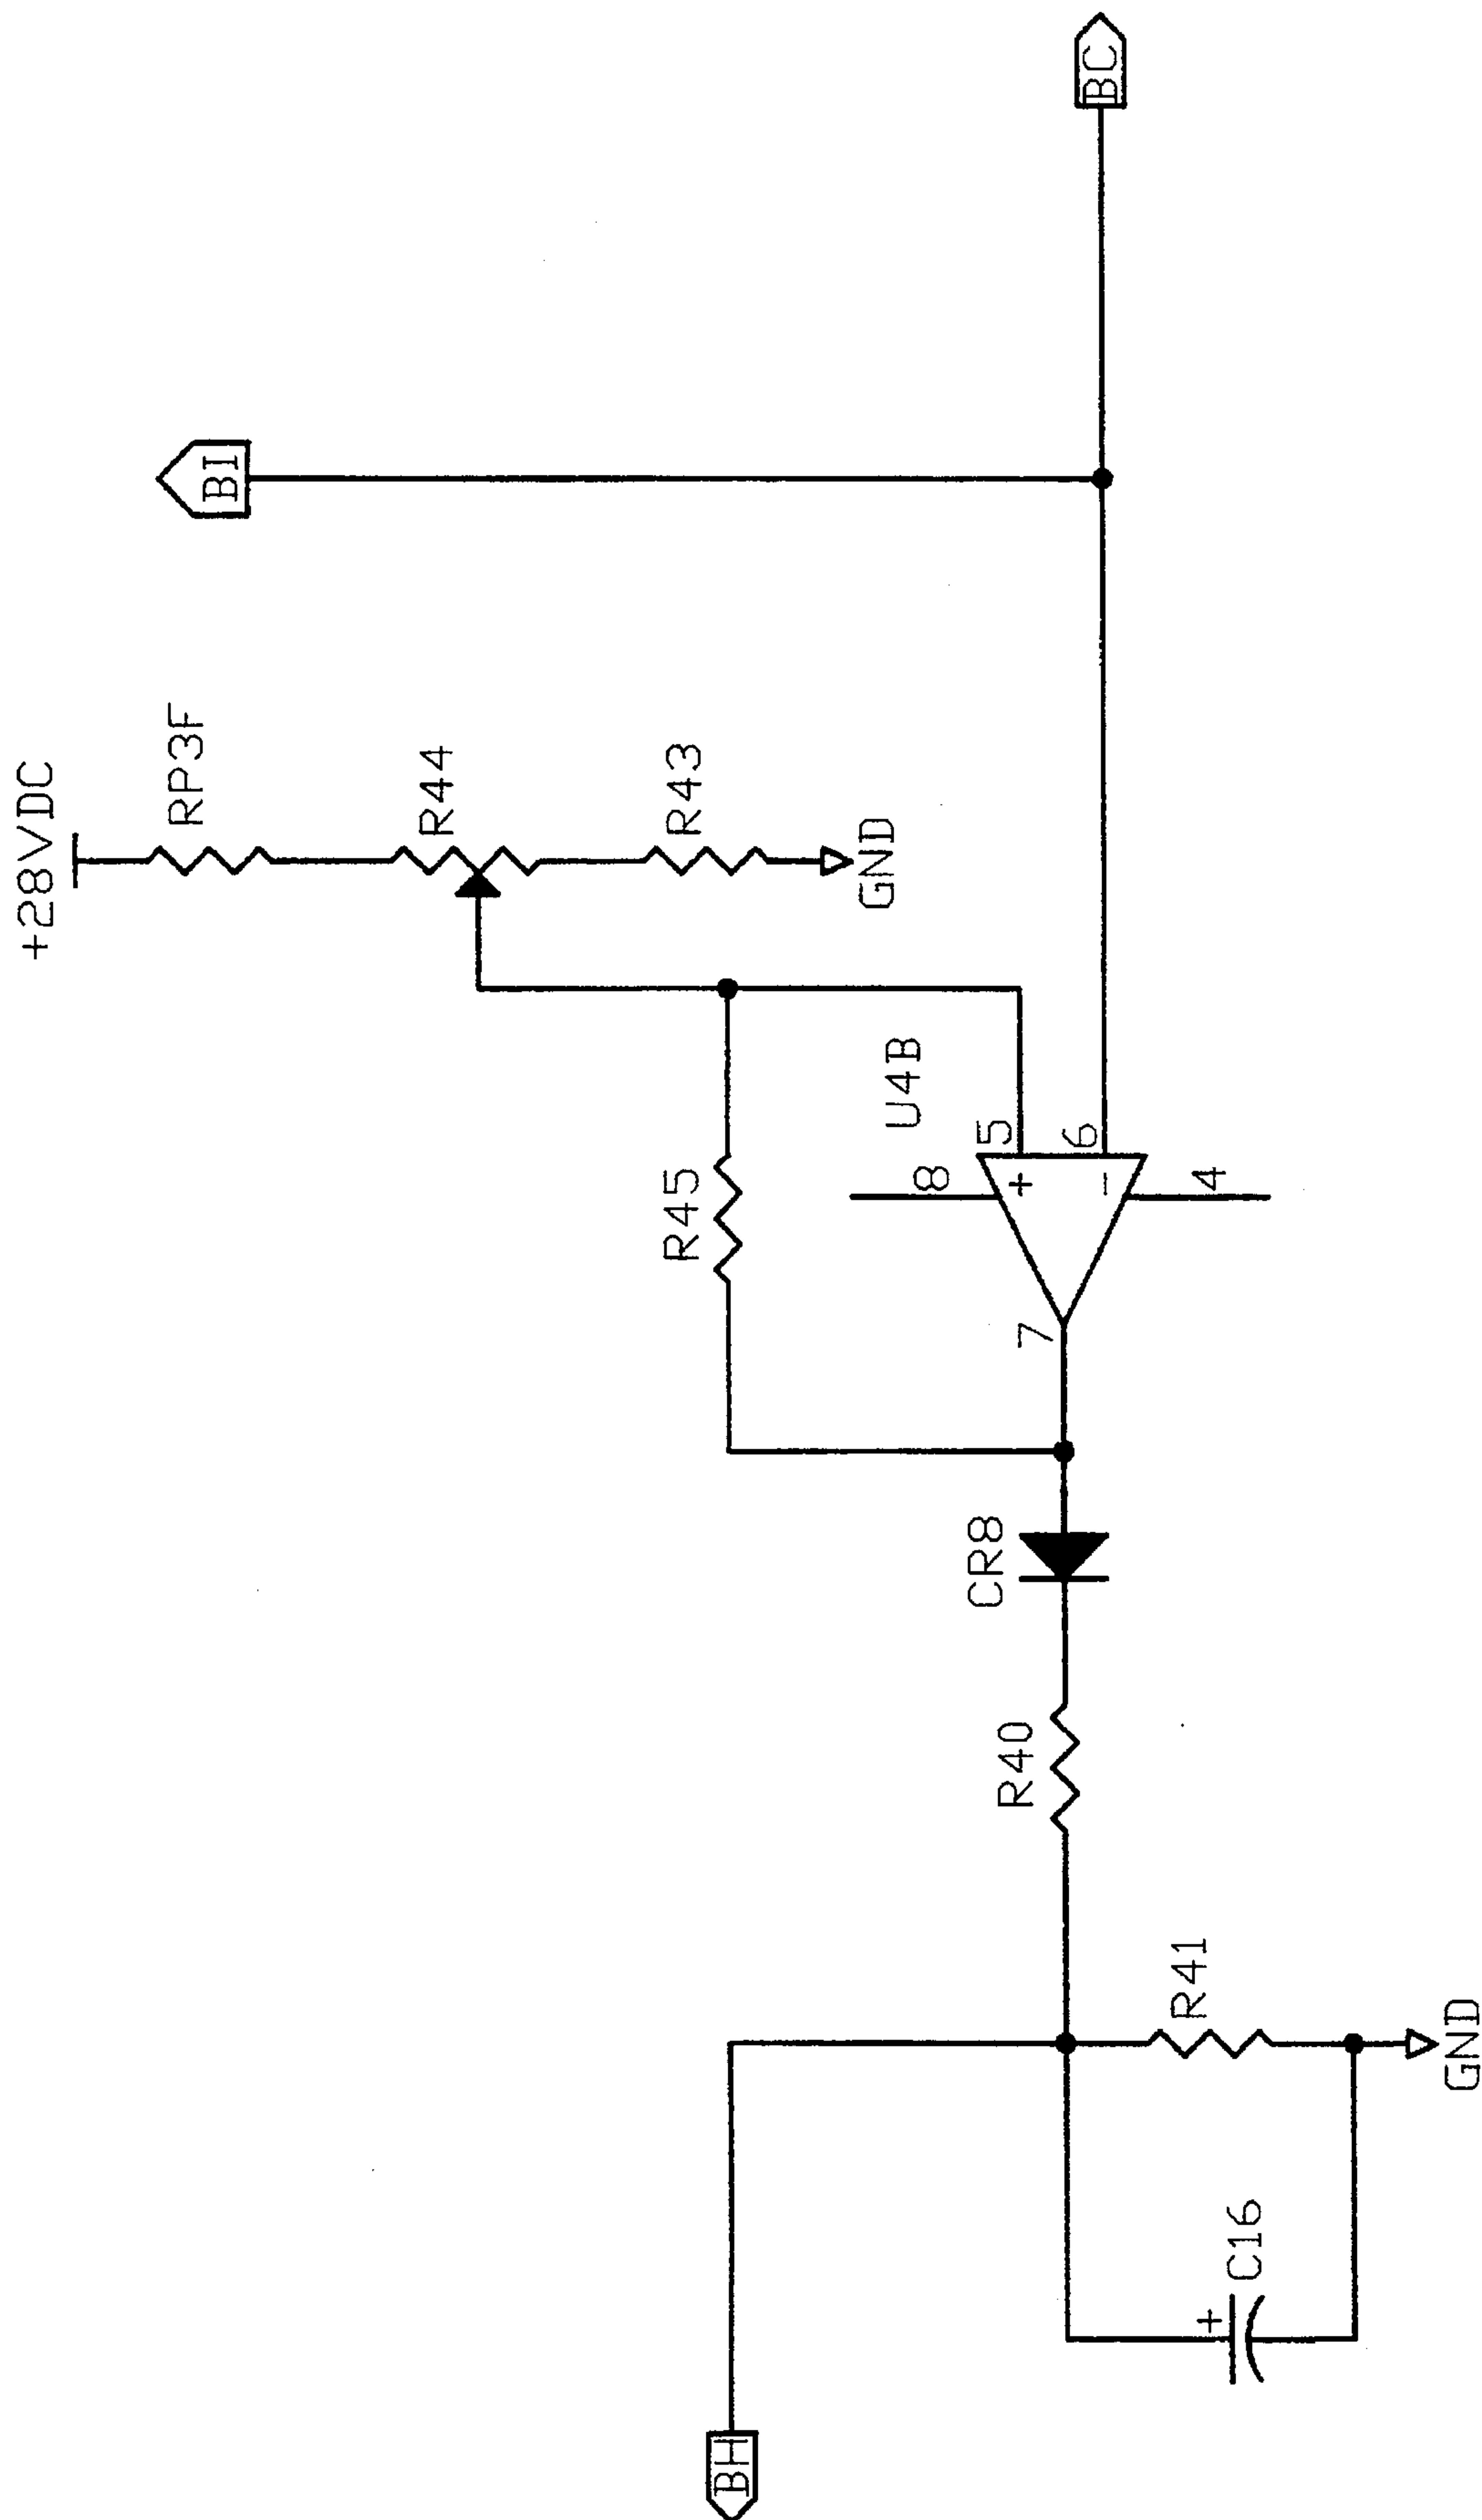 +28VDC
RP3F
BI
R44
R43
GND
R45
U4B
8
5
+
6
-
4
7
CR8
R40
BC
R41
GND
+
C16
BH